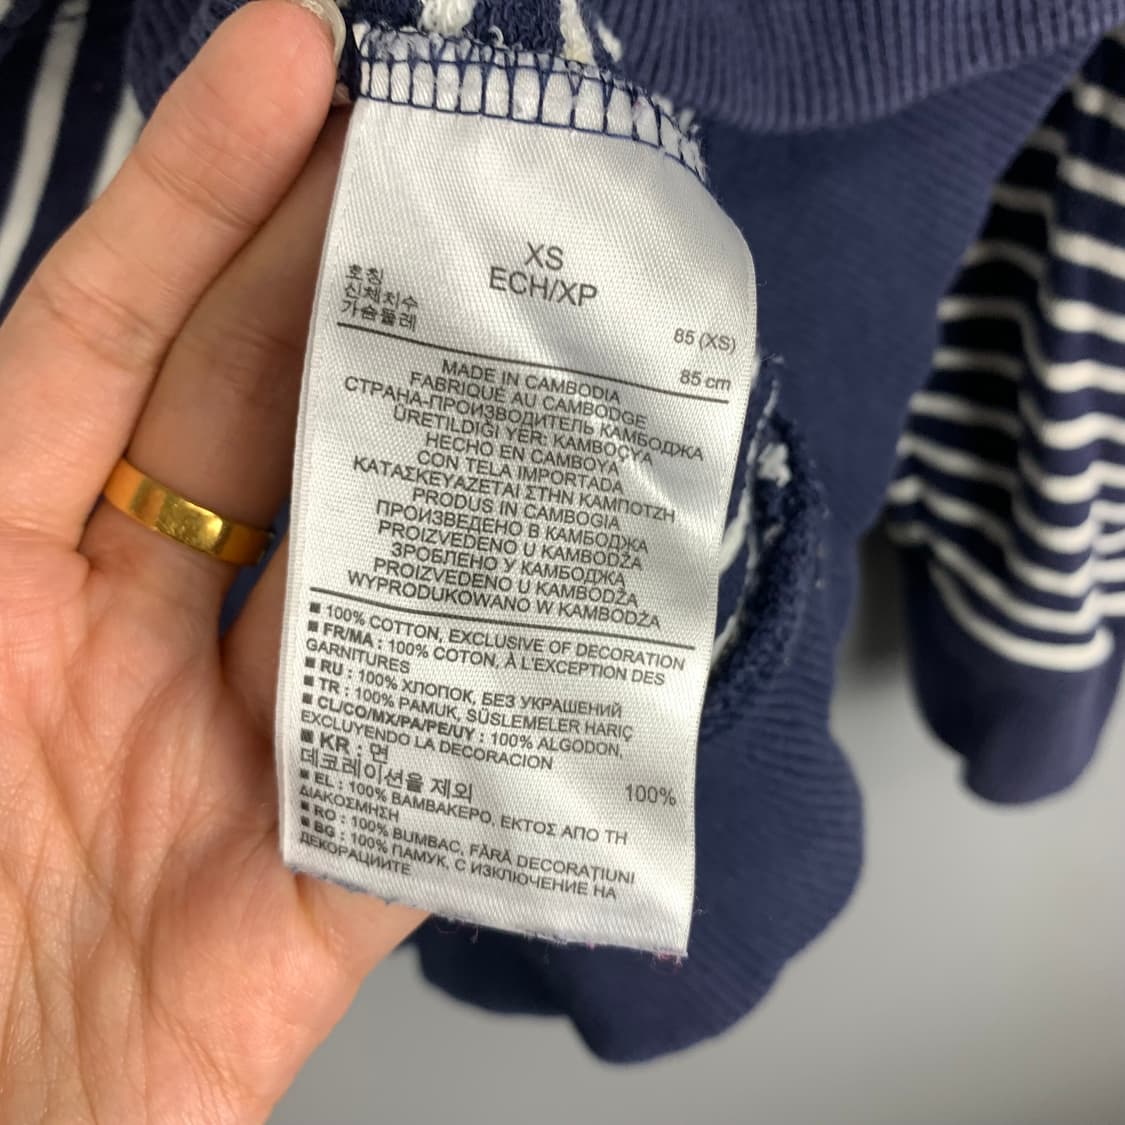 XS
ECH/XP
호칭 85 (XS)
신체치수
가슴둘레 85 cm
MADE IN CAMBODIA
FABRIQUÉ AU CAMBODGE
СТРАНА-ПРОИЗВОДИТЕЛЬ КАМБОДЖА
ÜRETILDIĞI YER: KAMBOÇYA
HECHO EN CAMBOYA
CON TELA IMPORTADA
ΚΑΤΑΣΚΕΥΑΖΕΤΑΙ ΣΤΗΝ ΚΑΜΠΟΤΖΗ
PRODUS IN CAMBOGIA
ПРОИЗВЕДЕНО В КАМБОДЖА
PROIZVEDENO U KAMBODŽA
ЗРОБЛЕНО У КАМБОДЖА
PROIZVEDENO U KAMBODŽA
WYPRODUKOWANO W KAMBODŻA
■ 100% COTTON, EXCLUSIVE OF DECORATION
■ FR/MA : 100% COTON, À L'EXCEPTION DES
GARNITURES
■ RU : 100% ХЛОПОК, БЕЗ УКРАШЕНИЙ
■ TR : 100% PAMUK, SÜSLEMELER HARIÇ
■ CL/CO/MX/PA/PE/UY : 100% ALGODON,
EXCLUYENDO LA DECORACION
■ KR : 면 100%
데코레이션을 제외
■ EL : 100% ΒΑΜΒΑΚΕΡΟ, ΕΚΤΟΣ ΑΠΟ ΤΗ
ΔΙΑΚΟΣΜΗΣΗ
■ RO : 100% BUMBAC, FĂRĂ DECORAȚIUNI
■ BG : 100% ПАМУК, С ИЗКЛЮЧЕНИЕ НА
ДЕКОРАЦИИТЕ